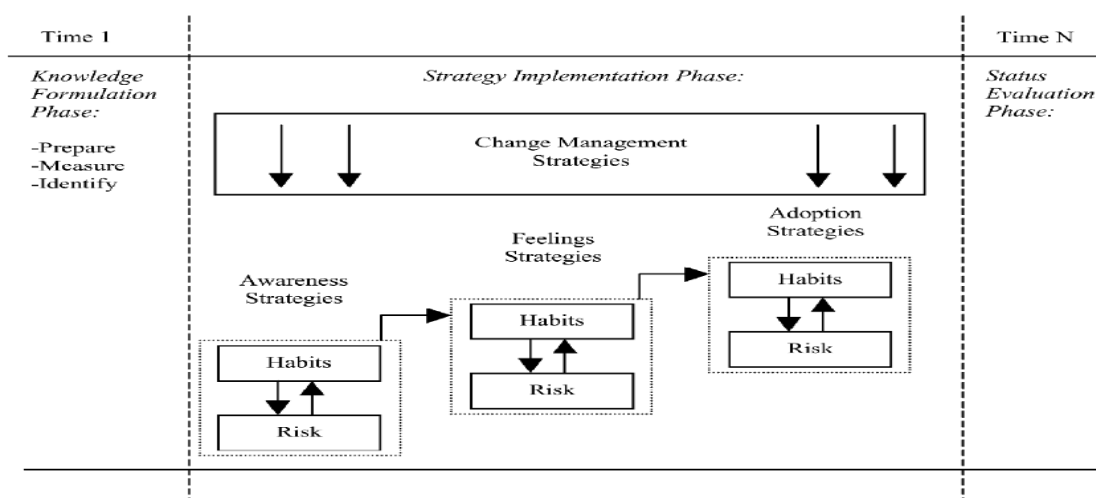 Time 1
Time N
Knowledge
Formulation
Phase:
-Prepare
-Measure
-Identify
Strategy Implementation Phase:
Status
Evaluation
Phase:
Change Management
Strategies
Awareness
Strategies
Habits
Risk
Feelings
Strategies
Habits
Risk
Adoption
Strategies
Habits
Risk